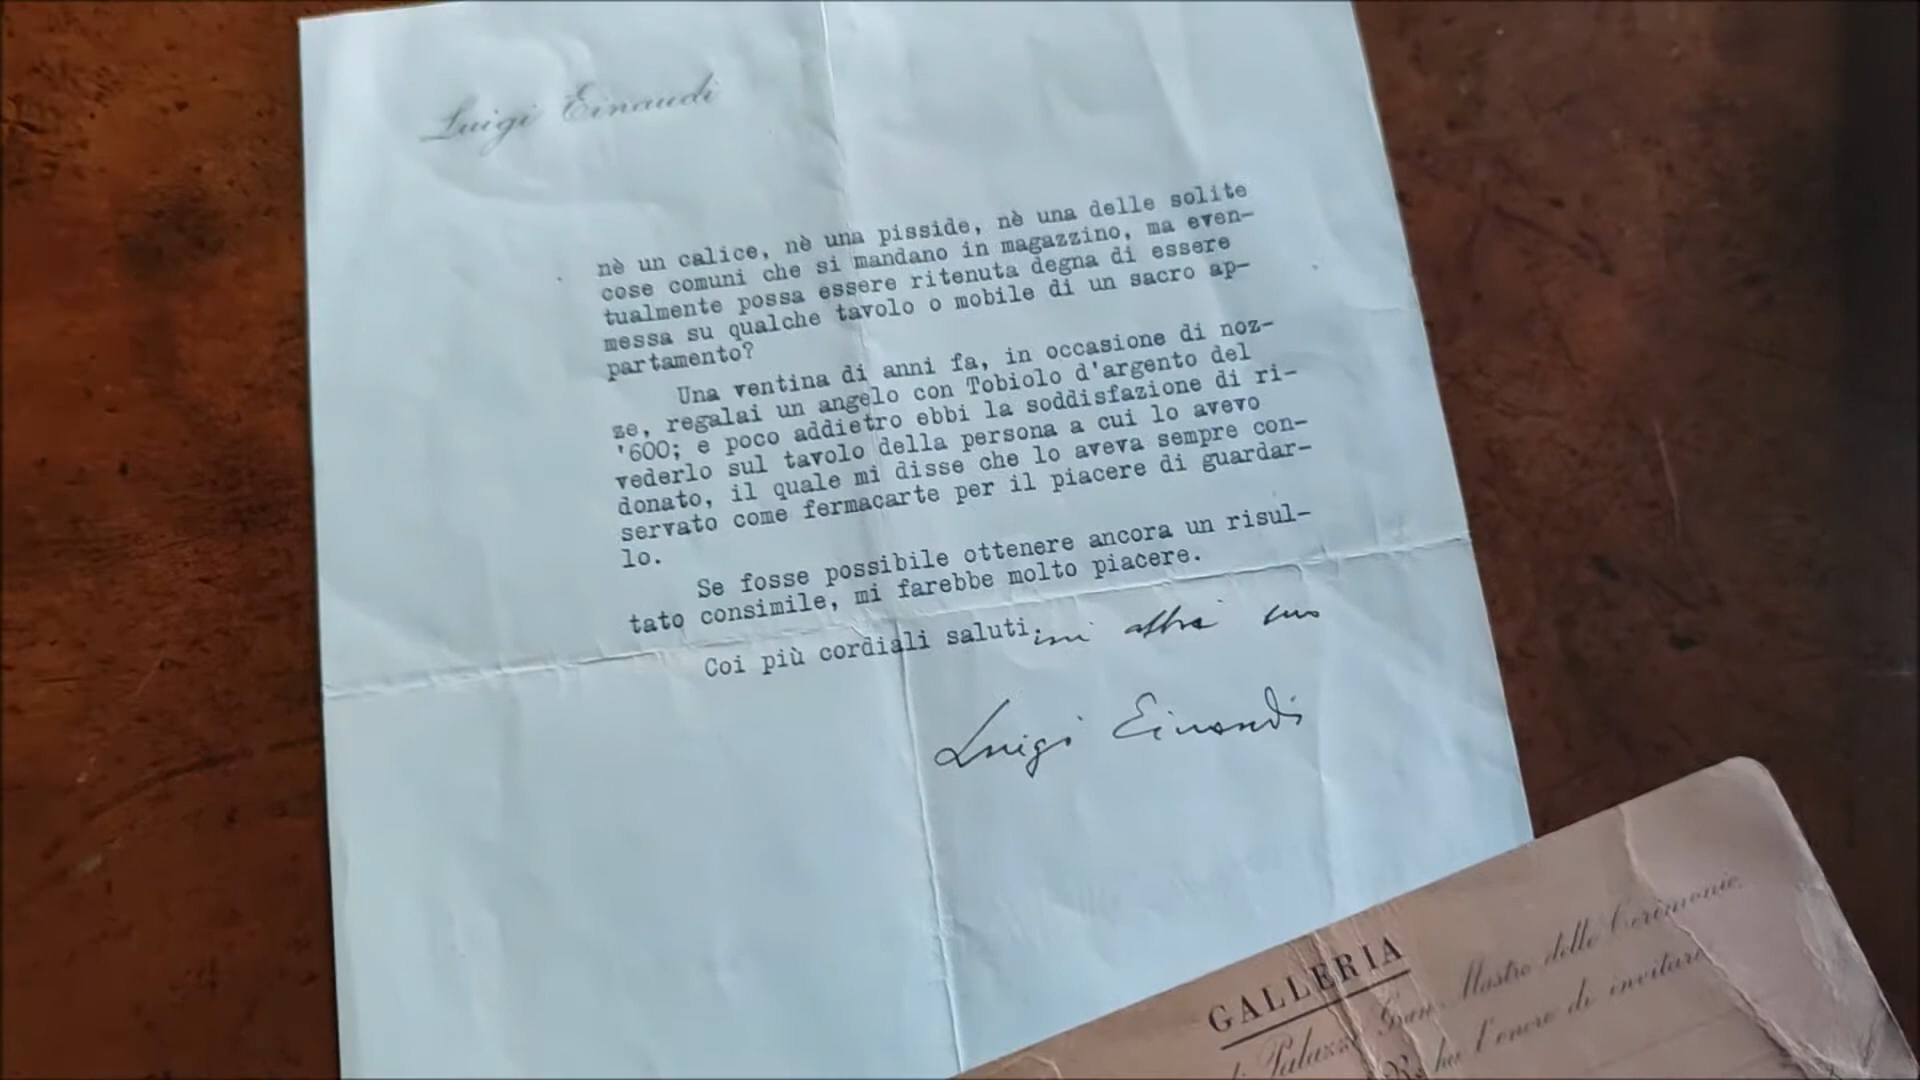 Luigi Einaudi
nè un calice, nè una pisside, nè una delle solite
cose comuni che si mandano in magazzino, ma even-
tualmente possa essere ritenuta degna di essere
messa su qualche tavolo o mobile di un sacro ap-
partamento?
Una ventina di anni fa, in occasione di noz-
ze, regalai un angelo con Tobiolo d'argento del
'600; e poco addietro ebbi la soddisfazione di ri-
vederlo sul tavolo della persona a cui lo avevo
donato, il quale mi disse che lo aveva sempre con-
servato come fermacarte per il piacere di guardar-
lo.
Se fosse possibile ottenere ancora un risul-
tato consimile, mi farebbe molto piacere.
Coi più cordiali saluti.
Luigi Einaudi
GALLERIA
Gran Mastro delle Cerimonie
di Palazzo ha l'onore di invitare